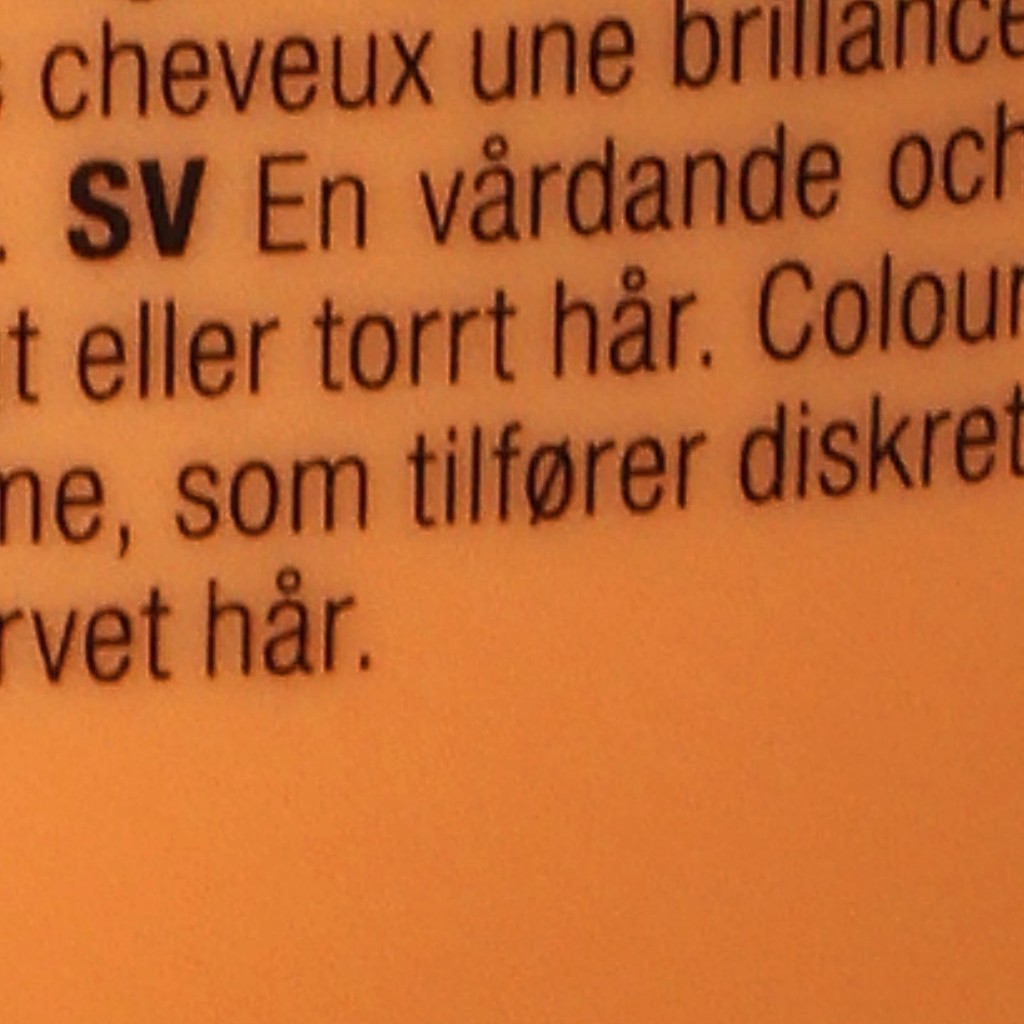 cheveux une brillance
. SV En vårdande och
t eller torrt hår. Colour
ne, som tilfører diskret
rvet hår.